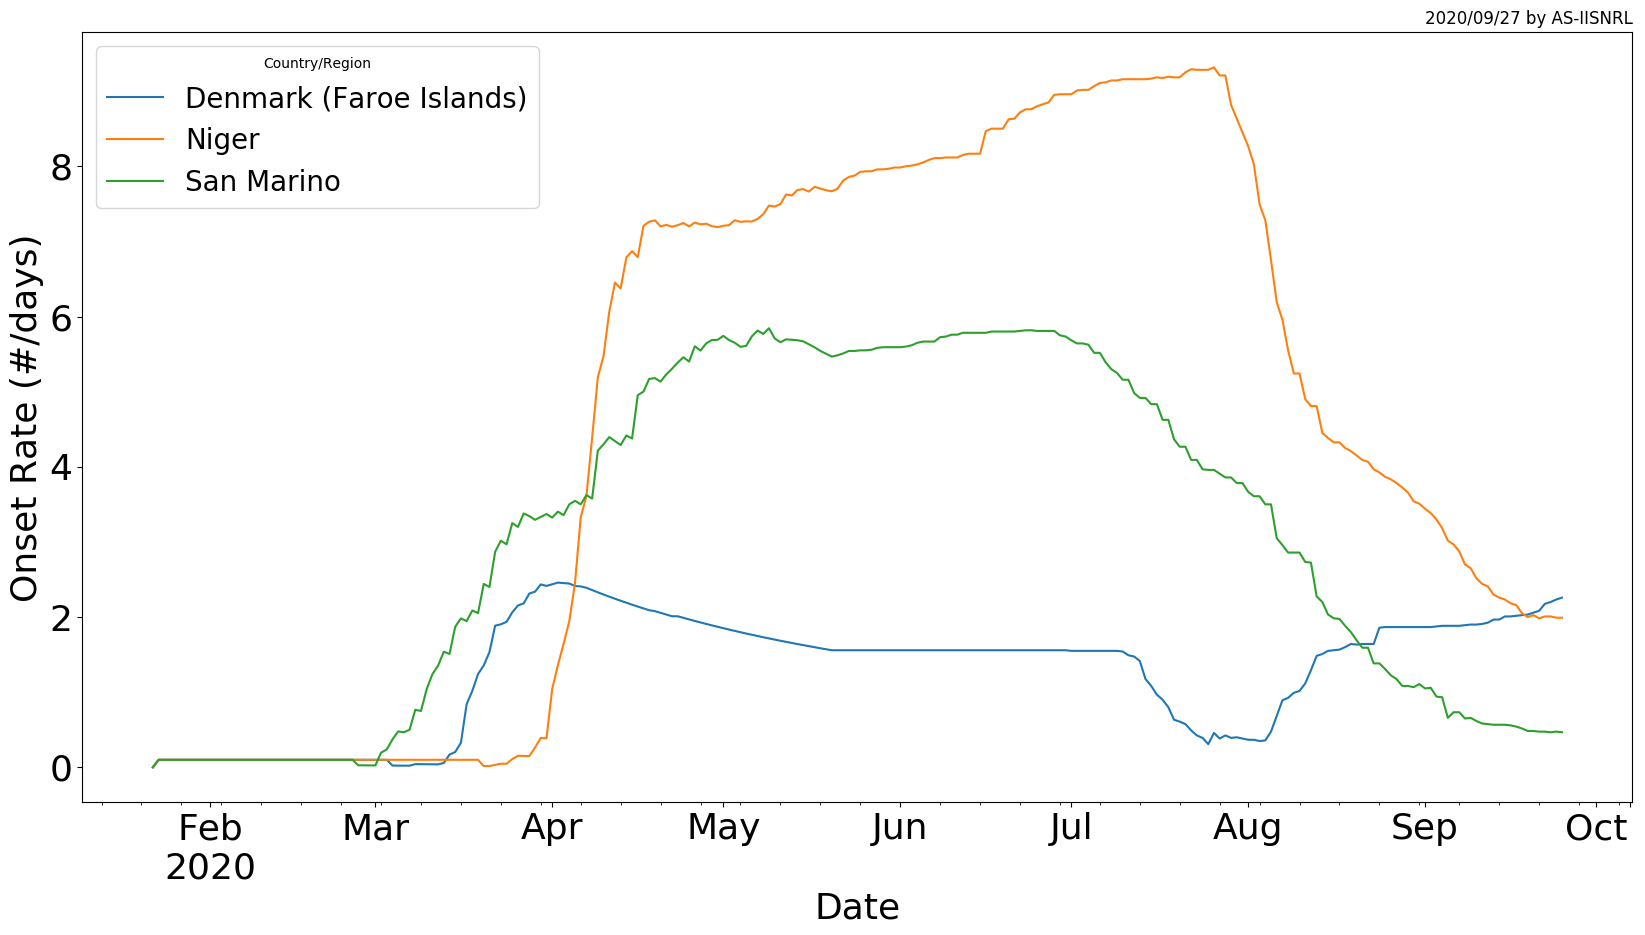 2020/09/27 by AS-IISNRL
Country/Region
Denmark (Faroe Islands)
Niger
San Marino
Onset Rate (#/days)
8
6
4
2
0
Feb Mar Apr May Jun Jul Aug Sep Oct
2020
Date